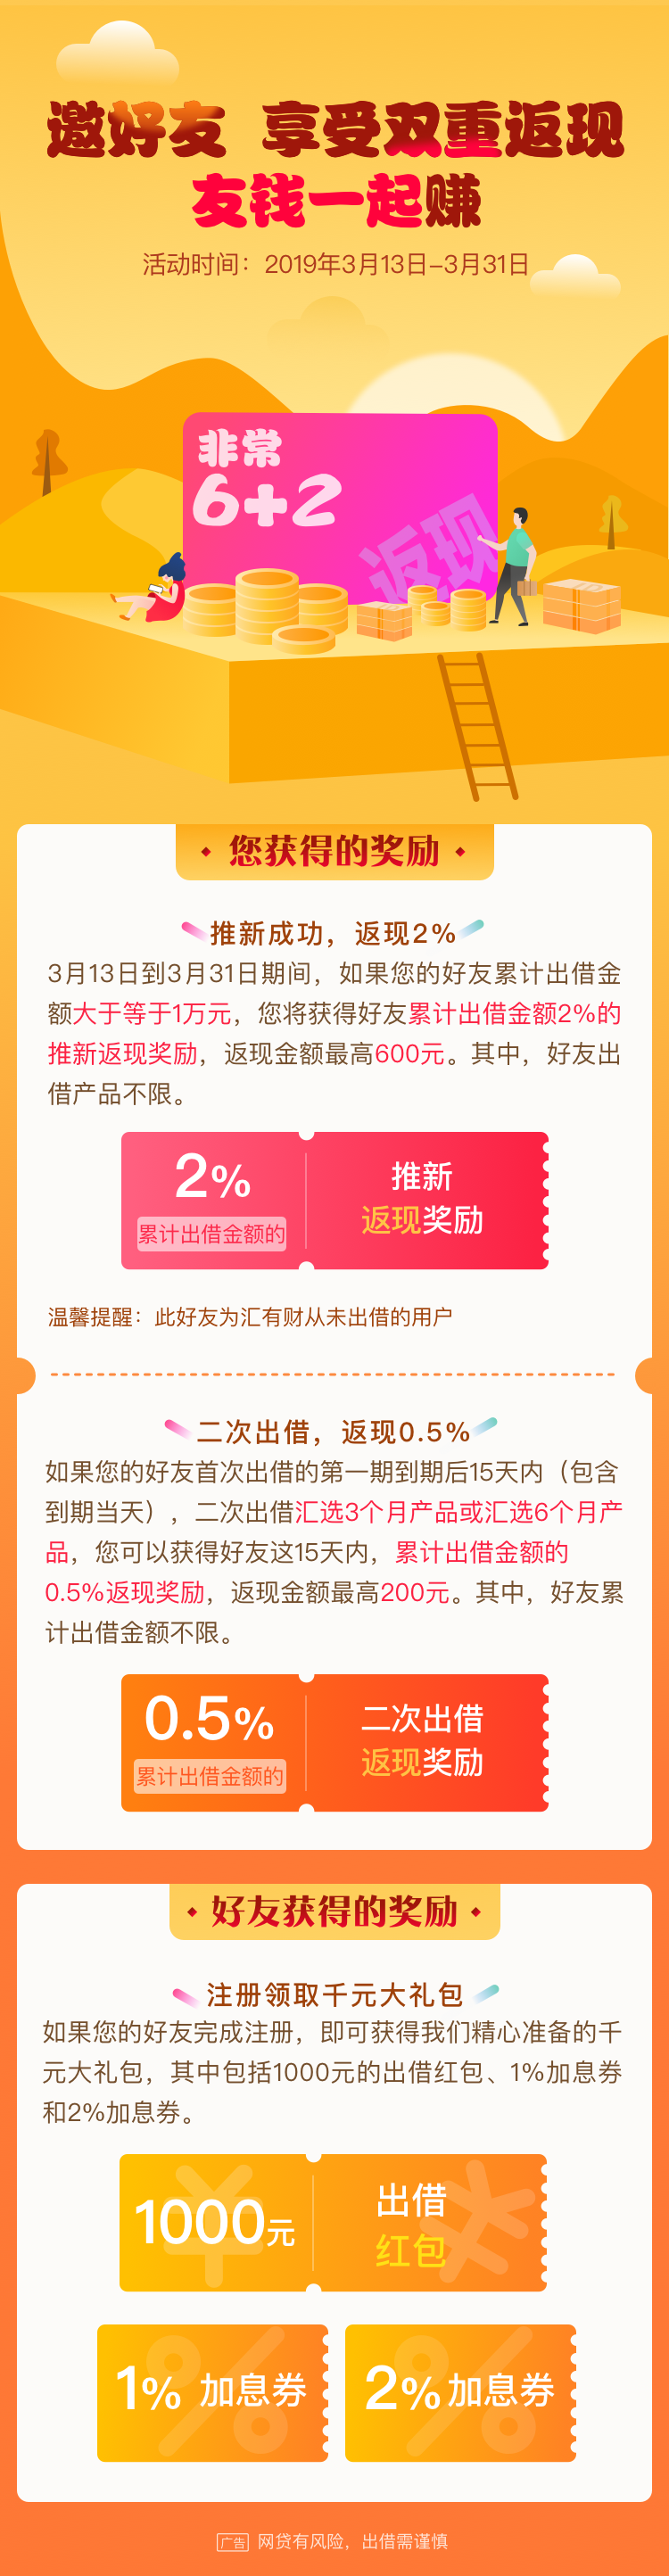 邀好友 享受双重返现
友钱一起赚
活动时间：2019年3月13日-3月31日
非常
6+2
返现
您获得的奖励
推新成功，返现2%
3月13日到3月31日期间，如果您的好友累计出借金
额大于等于1万元，您将获得好友累计出借金额2%的
推新返现奖励，返现金额最高600元。其中，好友出
借产品不限。
2%
累计出借金额的
推新
返现奖励
温馨提醒：此好友为汇有财从未出借的用户
二次出借，返现0.5%
如果您的好友首次出借的第一期到期后15天内（包含
到期当天），二次出借汇选3个月产品或汇选6个月产
品，您可以获得好友这15天内，累计出借金额的
0.5%返现奖励，返现金额最高200元。其中，好友累
计出借金额不限。
0.5%
累计出借金额的
二次出借
返现奖励
好友获得的奖励
注册领取千元大礼包
如果您的好友完成注册，即可获得我们精心准备的千
元大礼包，其中包括1000元的出借红包、1%加息券
和2%加息券。
1000元
出借
红包
1% 加息券
2% 加息券
广告 网贷有风险，出借需谨慎